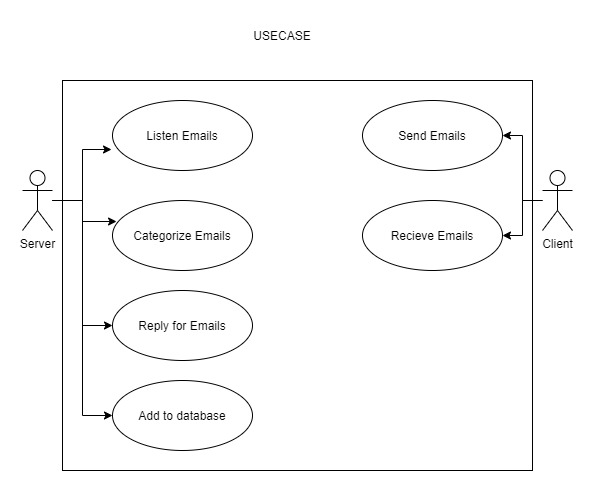 USECASE
Listen Emails
Send Emails
Categorize Emails
Recieve Emails
Server
Client
Reply for Emails
Add to database